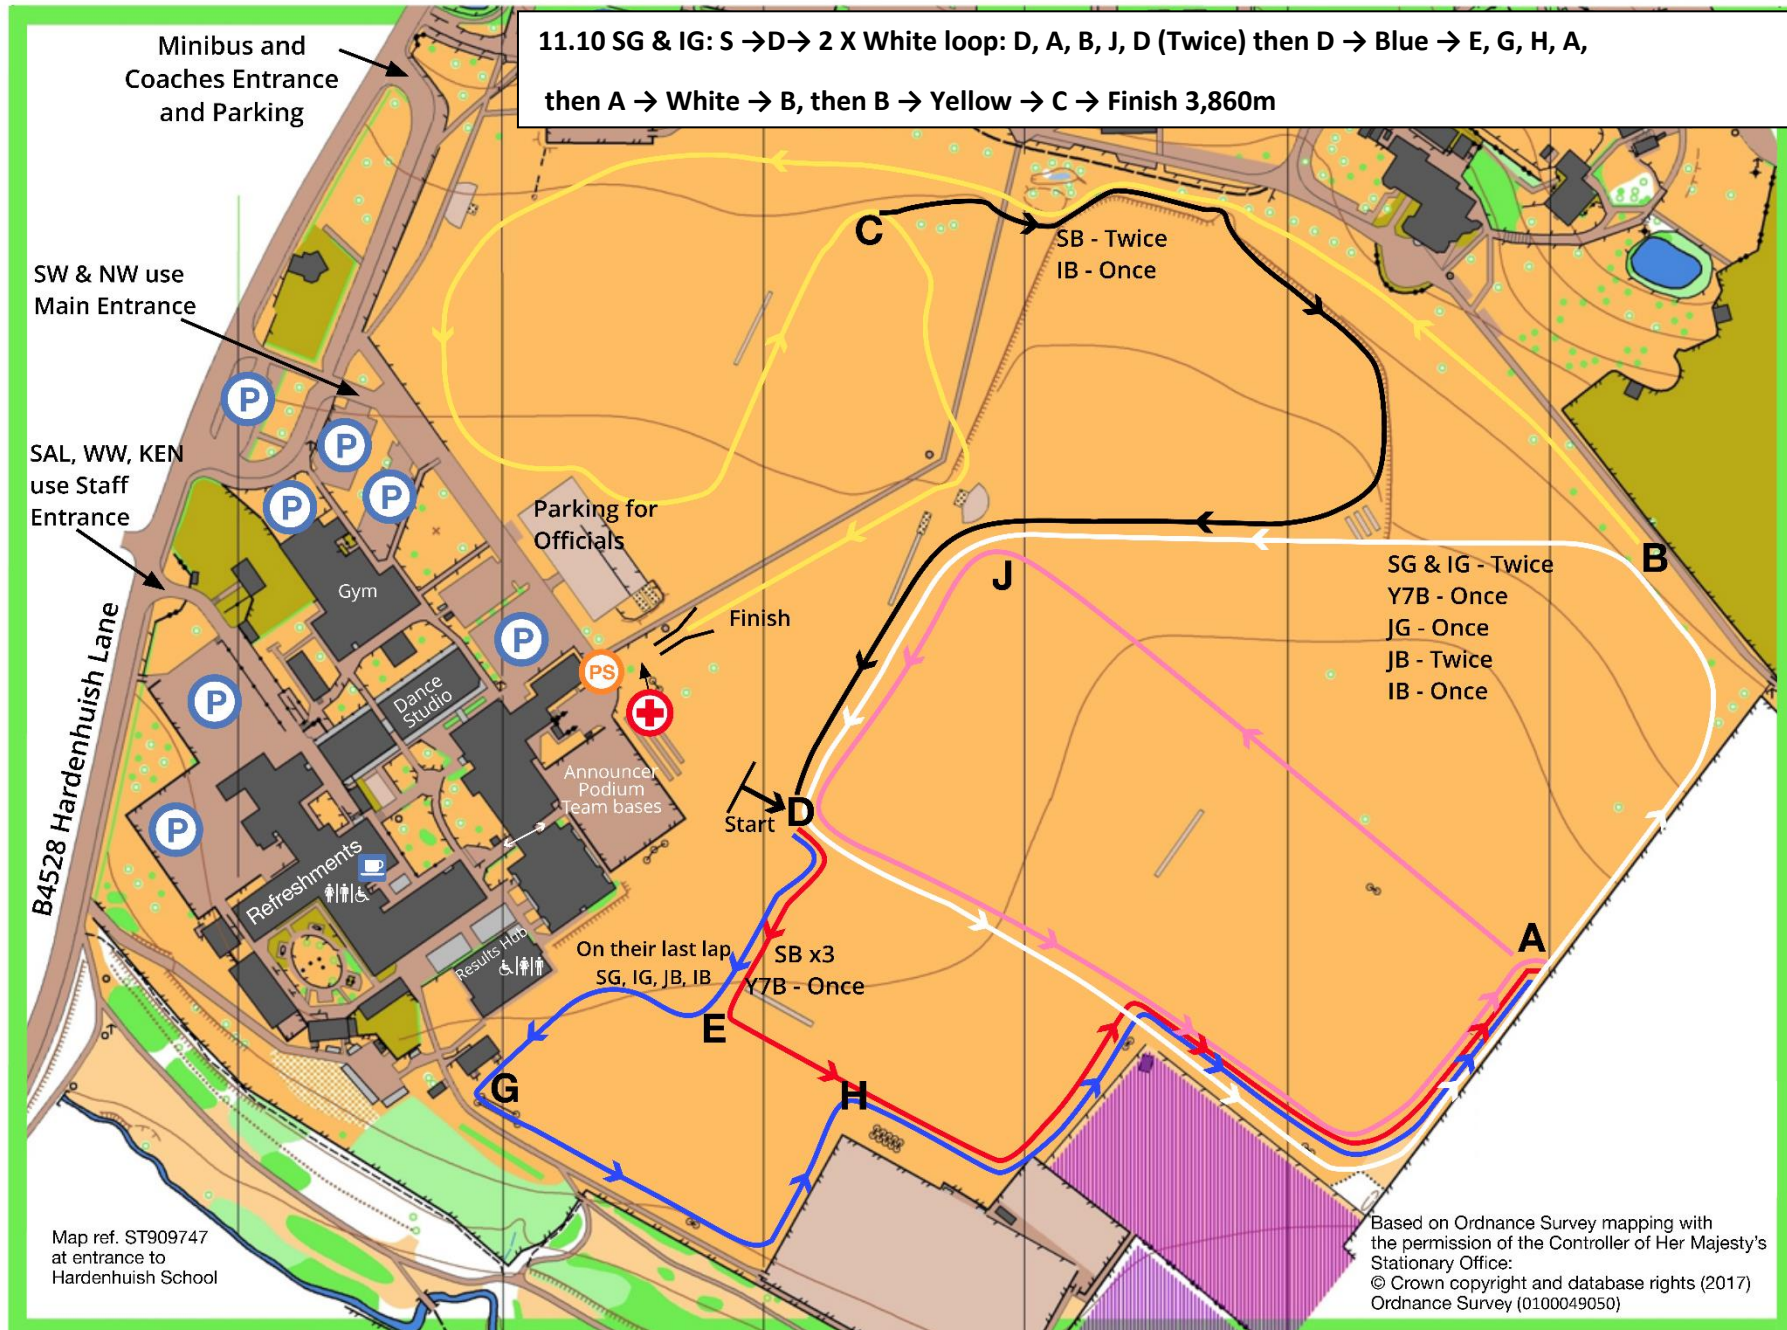 11.10 SG & IG: S →D→ 2 X White loop: D, A, B, J, D (Twice) then D → Blue → E, G, H, A,
then A → White → B, then B → Yellow → C → Finish 3,860m
Minibus and
Coaches Entrance
and Parking
C
SB - Twice
IB - Once
SW & NW use
Main Entrance
P
P
SAL, WW, KEN
use Staff
Entrance
P
P
Parking for
Officials
B
J
SG & IG - Twice
Y7B - Once
JG - Once
JB - Twice
IB - Once
Gym
Finish
P
PS
B4528 Hardenhuish Lane
P
Dance
Studio
Announcer
Podium
Team bases
D
Start
P
Refreshments
A
On their last lap
SG, IG, JB, IB
SB x3
Y7B - Once
Results Hub
E
G
H
Map ref. ST909747
at entrance to
Hardenhuish School
Based on Ordnance Survey mapping with
the permission of the Controller of Her Majesty's
Stationary Office:
© Crown copyright and database rights (2017)
Ordnance Survey (0100049050)